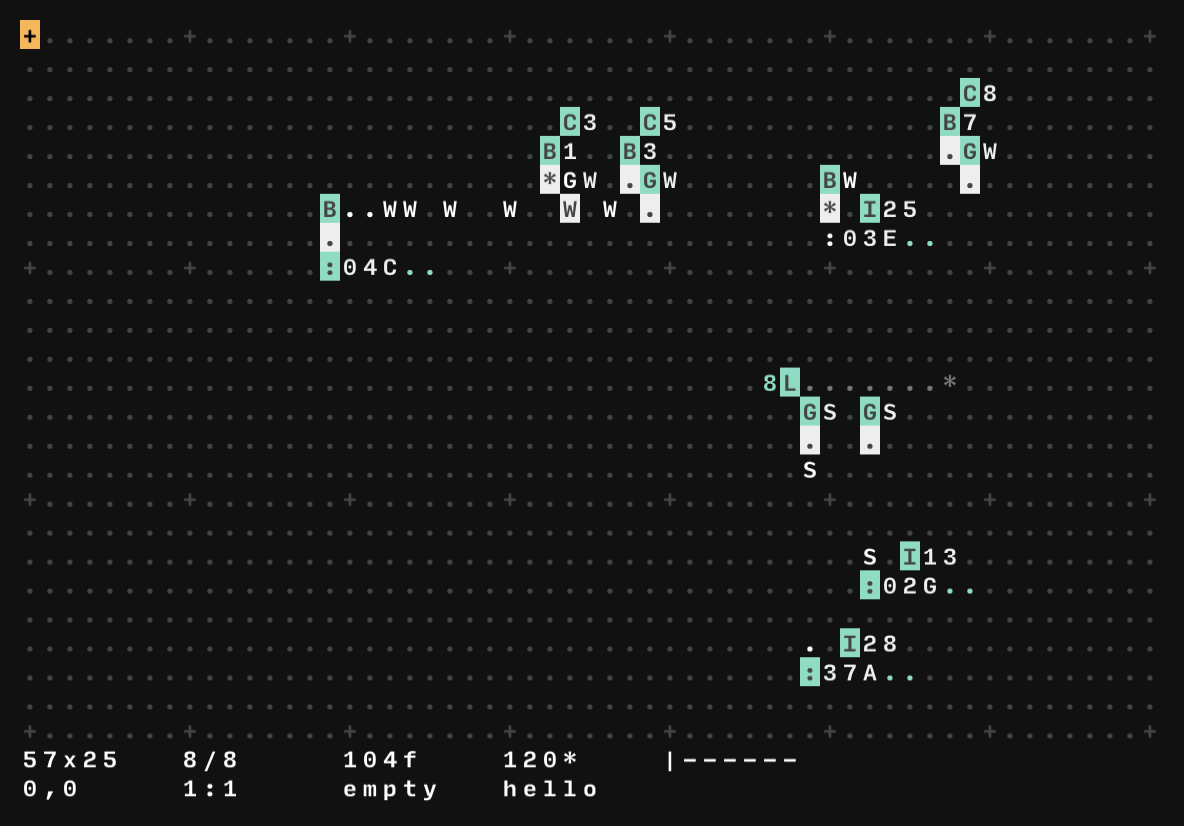 C8
C3 C5 B7
B1 B3 .GW
*GW .GW BW .
B..WW W W W W . * I25
. :03E..
:04C..
8L.......*
GS GS
. .
S
S I13
:02G..
. I28
:37A..
57x25 8/8 104f 120* |------
0,0 1:1 empty hello